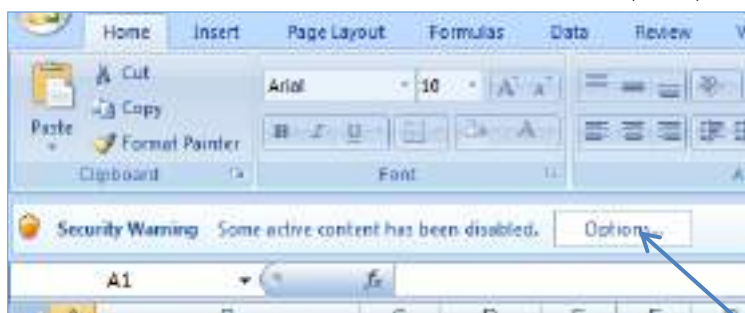 Home Insert Page Layout Formulas Data Review
Cut
Copy
Paste
Format Painter
Arial 10 A A
B I U A
Clipboard Font
Security Warning Some active content has been disabled. Options...
A1 fx